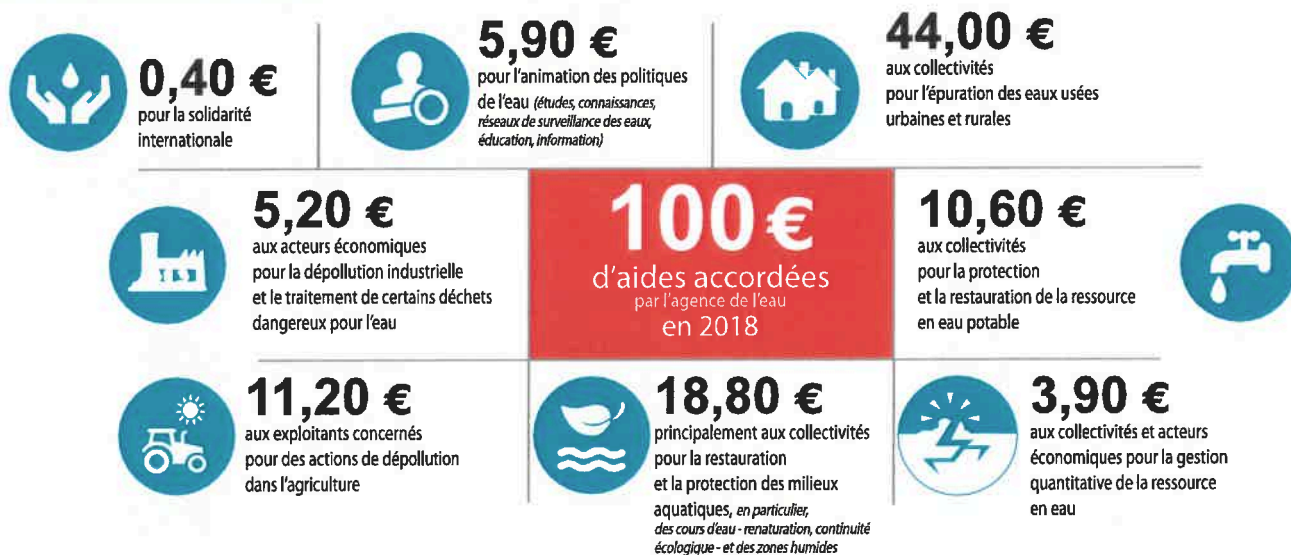 0,40 €
pour la solidarité
internationale
5,90 €
pour l'animation des politiques
de l'eau (études, connaissances,
réseaux de surveillance des eaux,
éducation, information)
44,00 €
aux collectivités
pour l'épuration des eaux usées
urbaines et rurales
5,20 €
aux acteurs économiques
pour la dépollution industrielle
et le traitement de certains déchets
dangereux pour l'eau
100 €
d'aides accordées
par l'agence de l'eau
en 2018
10,60 €
aux collectivités
pour la protection
et la restauration de la ressource
en eau potable
11,20 €
aux exploitants concernés
pour des actions de dépollution
dans l'agriculture
18,80 €
principalement aux collectivités
pour la restauration
et la protection des milieux
aquatiques, en particulier,
des cours d'eau - renaturation, continuité
écologique - et des zones humides
3,90 €
aux collectivités et acteurs
économiques pour la gestion
quantitative de la ressource
en eau